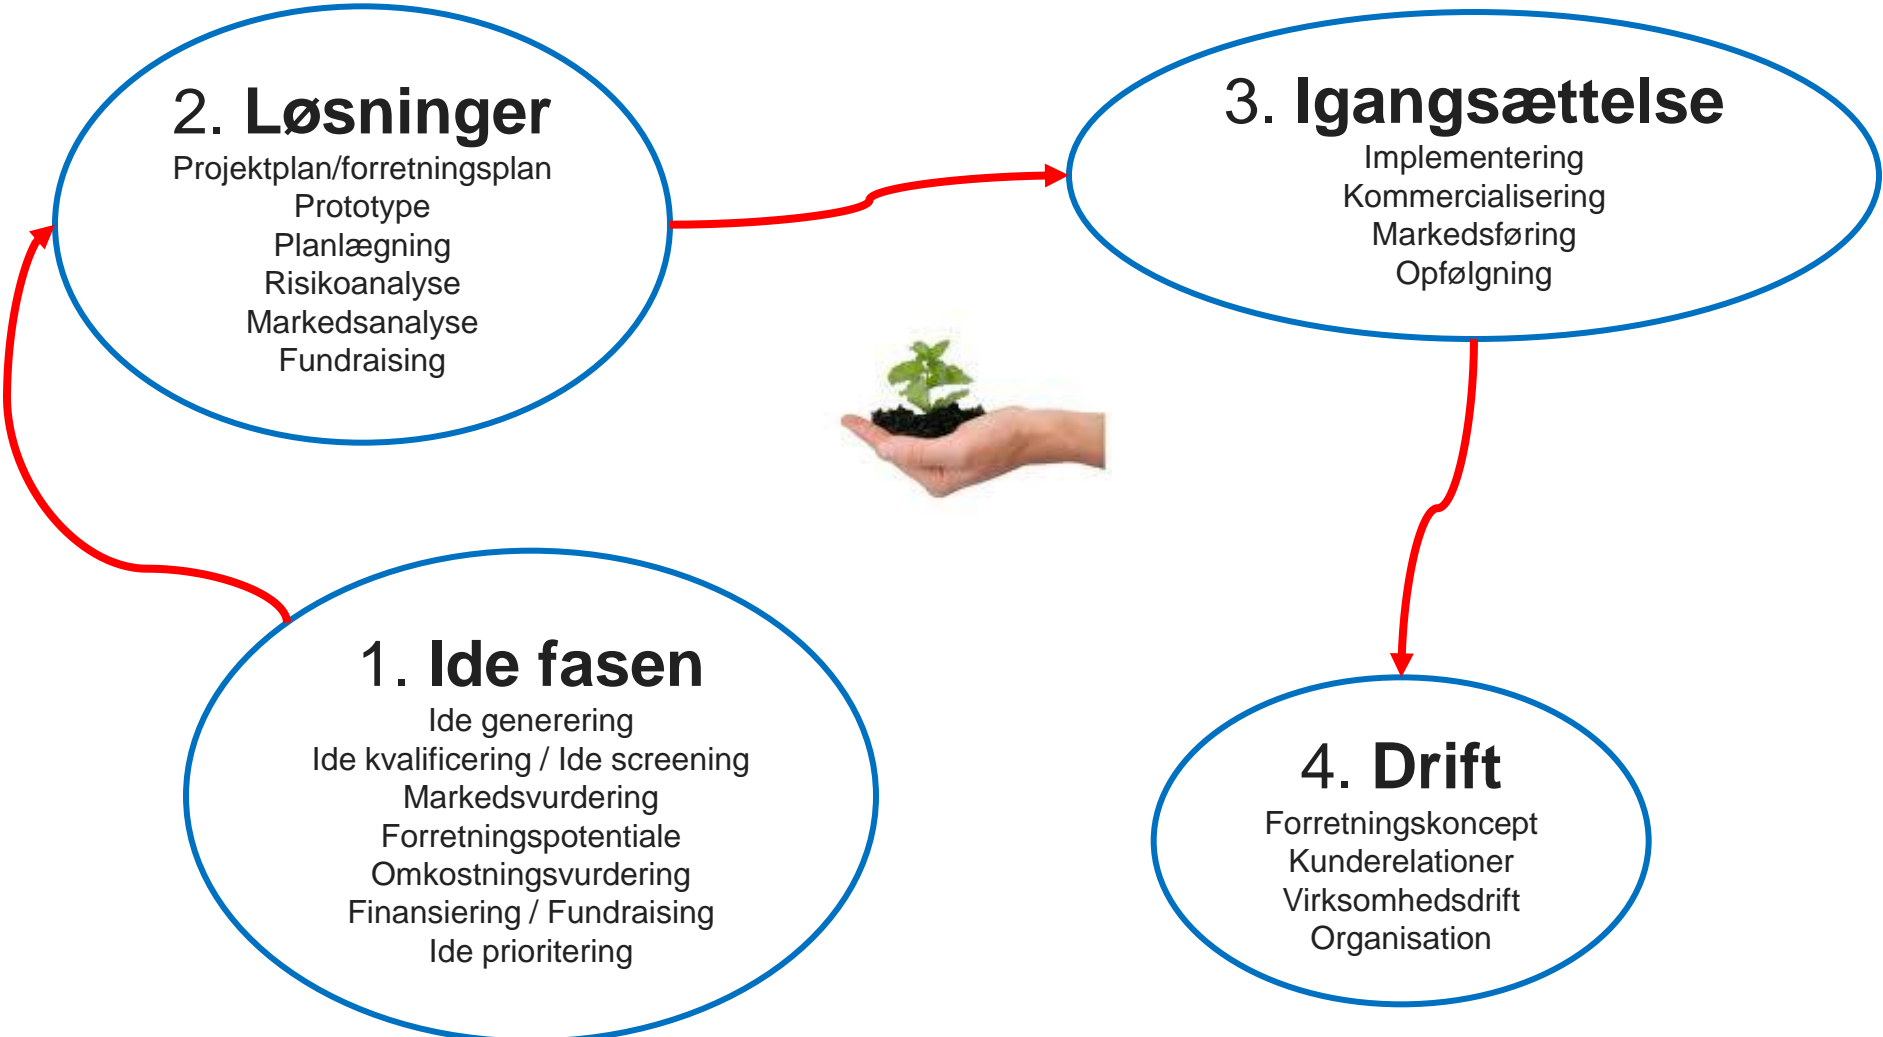 2. Løsninger
Projektplan/forretningsplan
Prototype
Planlægning
Risikoanalyse
Markedsanalyse
Fundraising
3. Igangsættelse
Implementering
Kommercialisering
Markedsføring
Opfølgning
1. Ide fasen
Ide generering
Ide kvalificering / Ide screening
Markedsvurdering
Forretningspotentiale
Omkostningsvurdering
Finansiering / Fundraising
Ide prioritering
4. Drift
Forretningskoncept
Kunderelationer
Virksomhedsdrift
Organisation